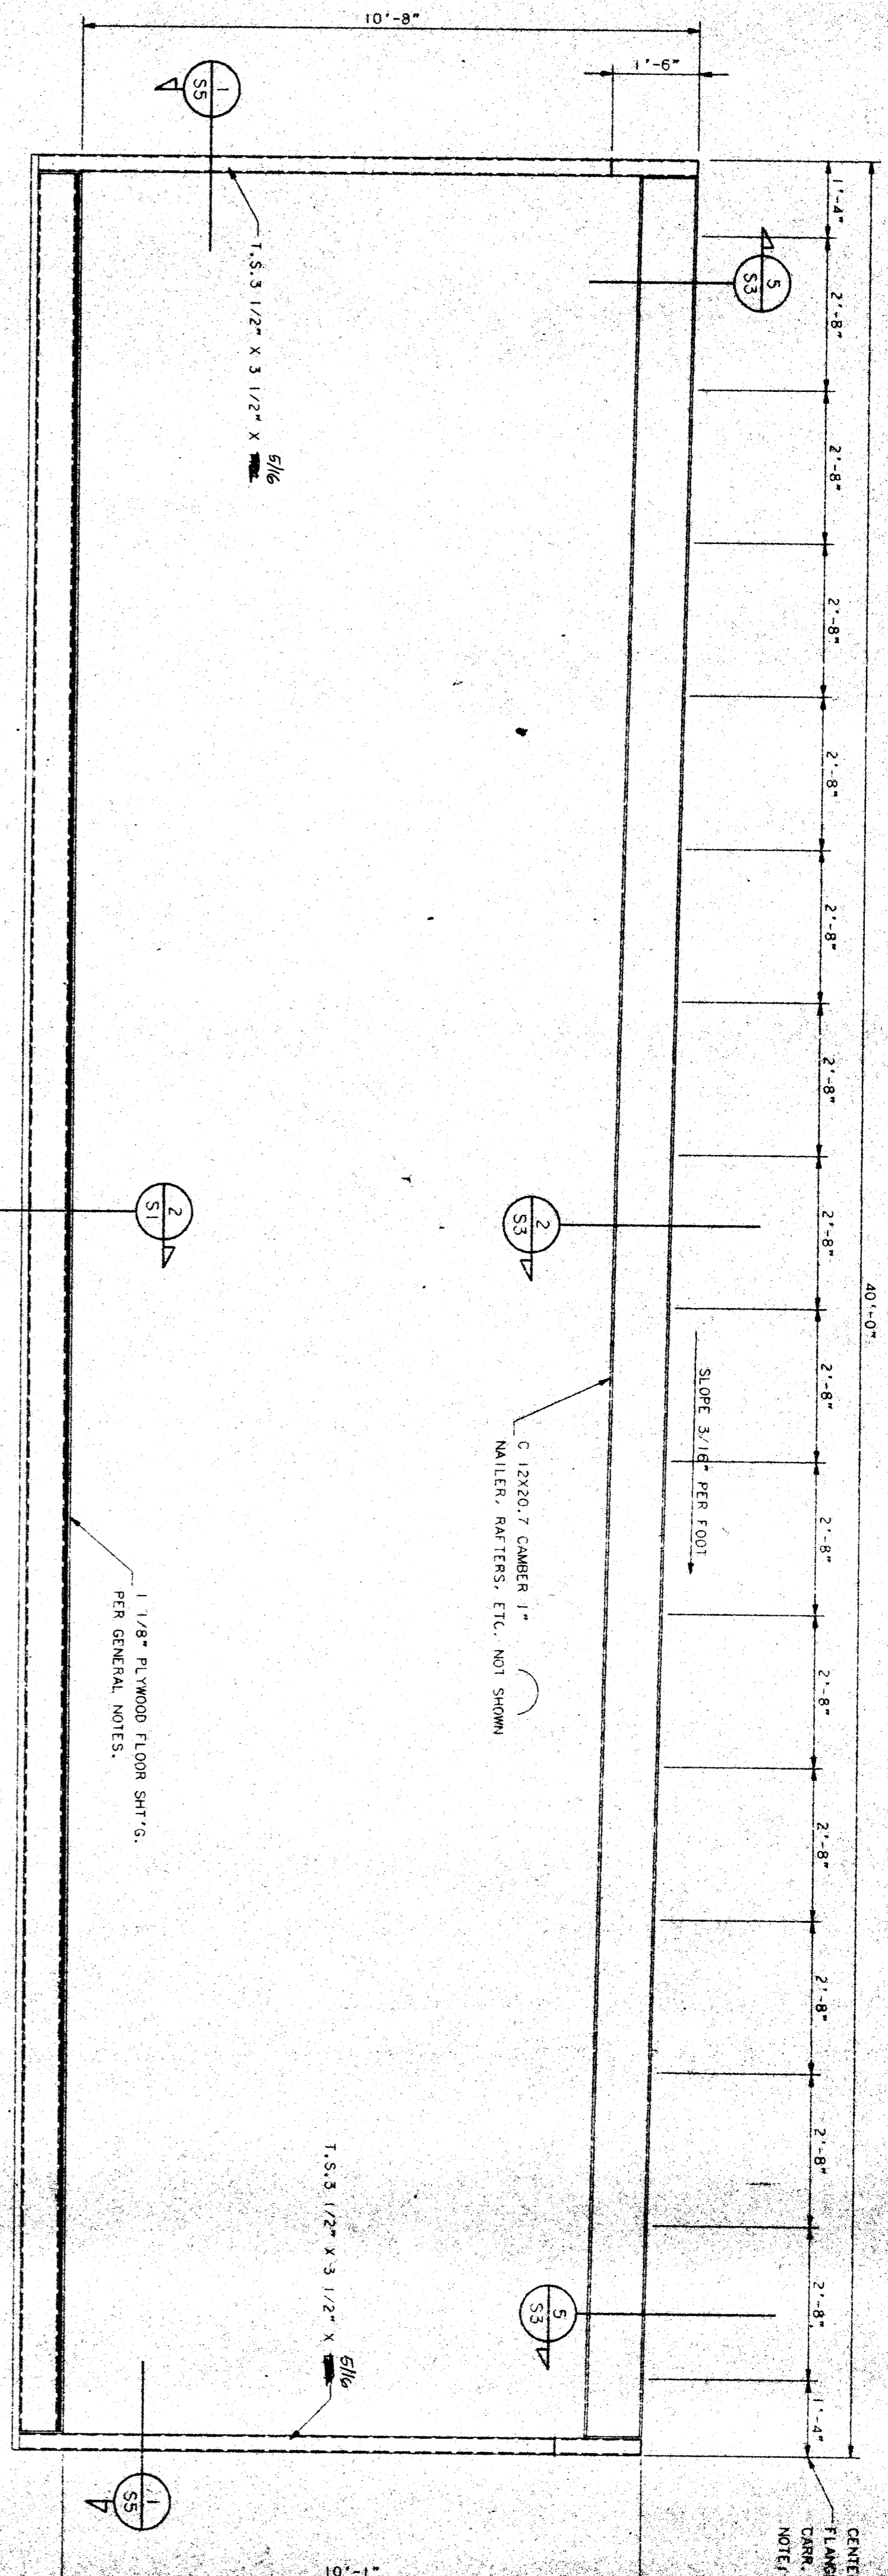 40'-0"
1'-4"
2'-8"
2'-8"
2'-8"
2'-8"
2'-8"
2'-8"
2'-8"
2'-8"
2'-8"
2'-8"
2'-8"
2'-8"
2'-8"
2'-8"
1'-4"
10'-8"
1'-6"
5
S3
SLOPE 3/16" PER FOOT
CENTE
FLANG
CARR.
NOTE
2
S3
5
S3
C 12X20.7 CAMBER 1"
NAILER, RAFTERS, ETC. NOT SHOWN
T.S.3 1/2" X 3 1/2" X 5/16
T.S.3 1/2" X 3 1/2" X 5/16
1
S5
2
S1
1 1/8" PLYWOOD FLOOR SHT'G.
PER GENERAL NOTES.
1
S5
10'-1"